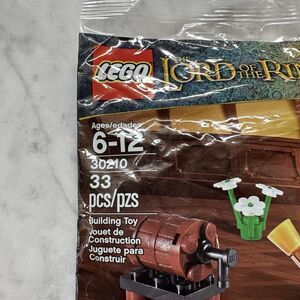 LEGO
THE LORD OF THE RIN
Ages/edades
6-12
30210
33
pcs/pzs
Building Toy
Jouet de
Construction
Juguete para
Construir